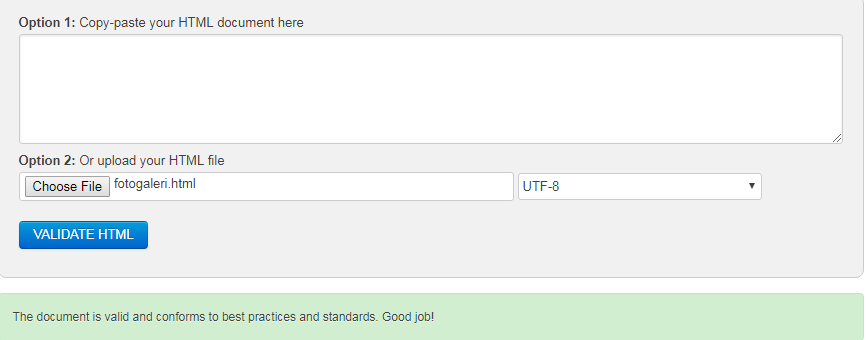 Option 1: Copy-paste your HTML document here
Option 2: Or upload your HTML file
Choose File fotogaleri.html UTF-8
VALIDATE HTML
The document is valid and conforms to best practices and standards. Good job!